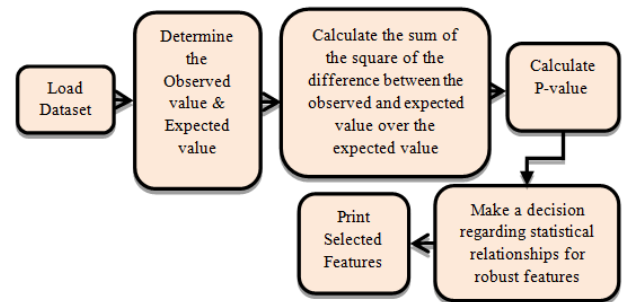 Load
Dataset
Determine
the
Observed
value &
Expected
value
Calculate the sum of
the square of the
difference between the
observed and expected
value over the
expected value
Calculate
P-value
Make a decision
regarding statistical
relationships for
robust features
Print
Selected
Features